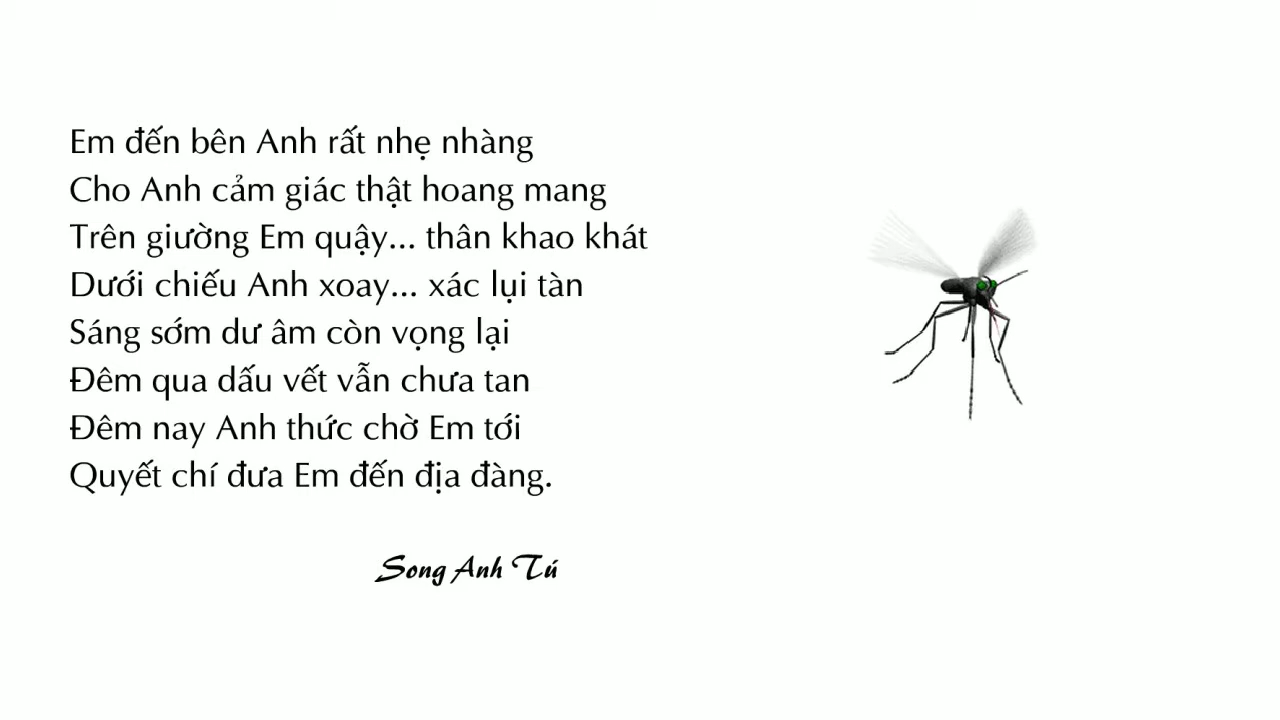 Em đến bên Anh rất nhẹ nhàng
Cho Anh cảm giác thật hoang mang
Trên giường Em quậy... thân khao khát
Dưới chiếu Anh xoay... xác lụi tàn
Sáng sớm dư âm còn vọng lại
Đêm qua dấu vết vẫn chưa tan
Đêm nay Anh thức chờ Em tới
Quyết chí đưa Em đến địa đàng.
Song Anh Tú